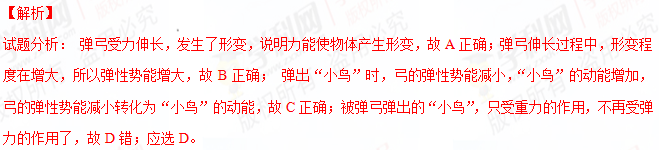 【解析】
试题分析： 弹弓受力伸长，发生了形变，说明力能使物体产生形变，故 A 正确；弹弓伸长过程中，形变程
度在增大，所以弹性势能增大，故 B 正确； 弹出“小鸟”时，弓的弹性势能减小，“小鸟”的动能增加，
弓的弹性势能减小转化为“小鸟”的动能，故 C 正确；被弹弓弹出的“小鸟”，只受重力的作用，不再受弹
力的作用了，故 D 错；应选 D。